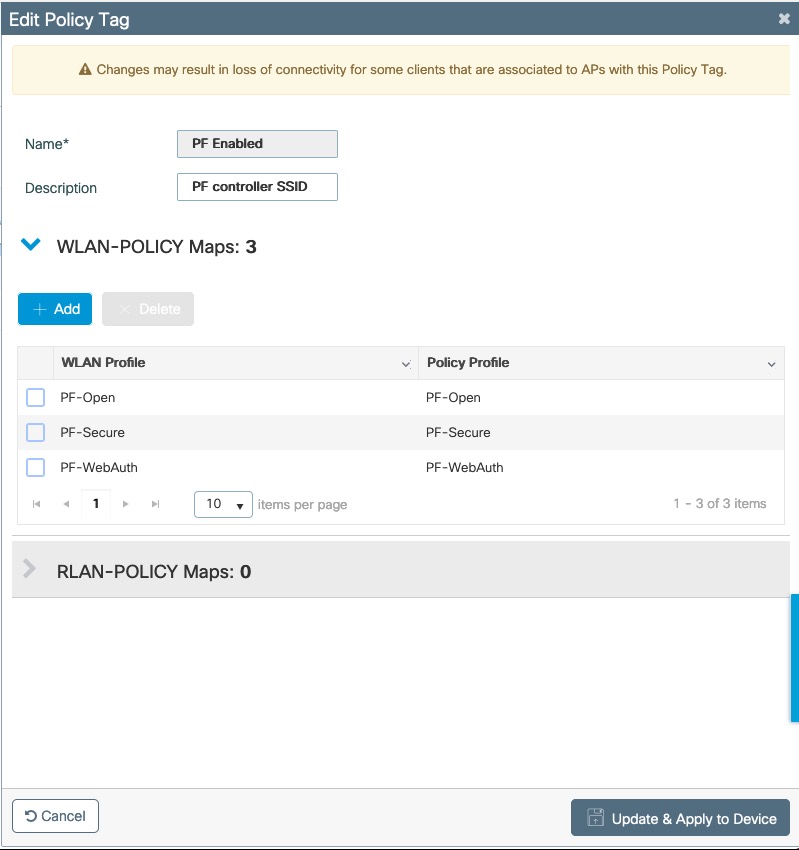 Edit Policy Tag
Changes may result in loss of connectivity for some clients that are associated to APs with this Policy Tag.
Name* PF Enabled
Description PF controller SSID
WLAN-POLICY Maps: 3
Add Delete
WLAN Profile Policy Profile
PF-Open PF-Open
PF-Secure PF-Secure
PF-WebAuth PF-WebAuth
1 10 items per page 1 - 3 of 3 items
RLAN-POLICY Maps: 0
Cancel Update & Apply to Device